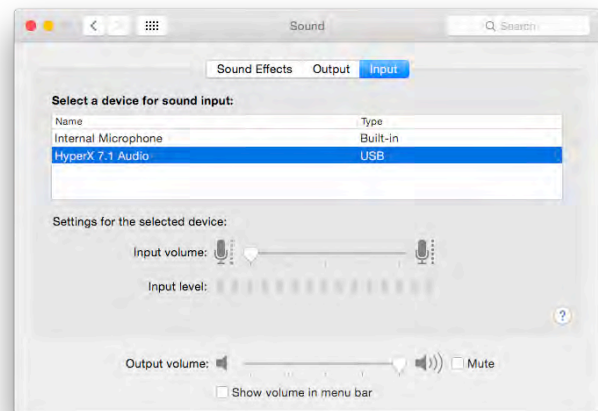 Sound
Search
Sound Effects Output Input
Select a device for sound input:
Name Type
Internal Microphone Built-in
HyperX 7.1 Audio USB
Settings for the selected device:
Input volume:
Input level:
?
Output volume: Mute
Show volume in menu bar